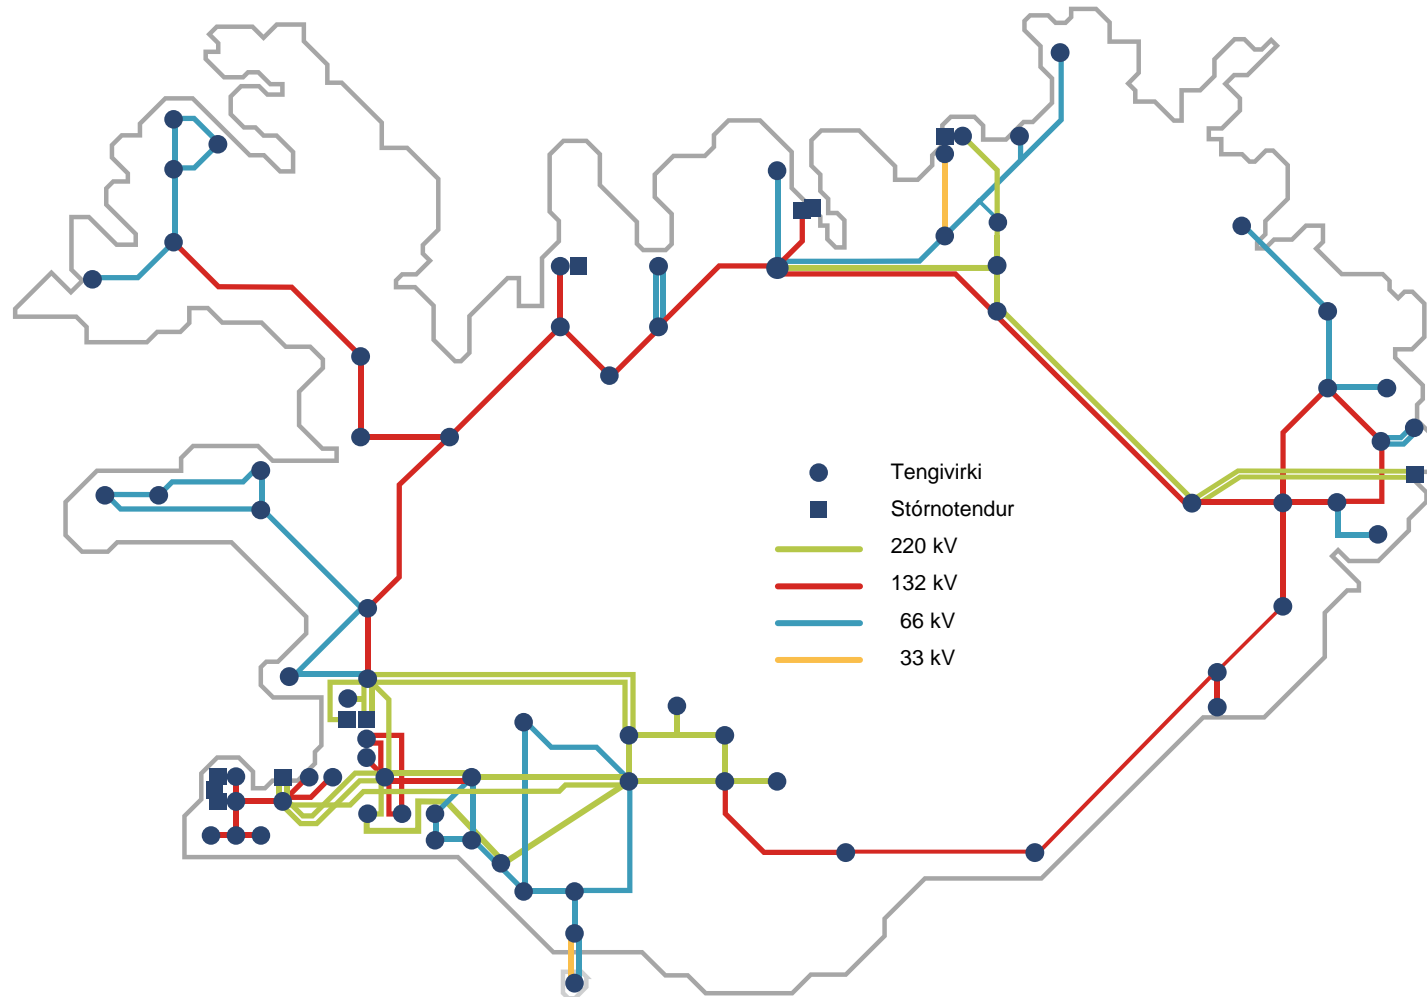 Tengivirki
Stórnotendur
220 kV
132 kV
66 kV
33 kV